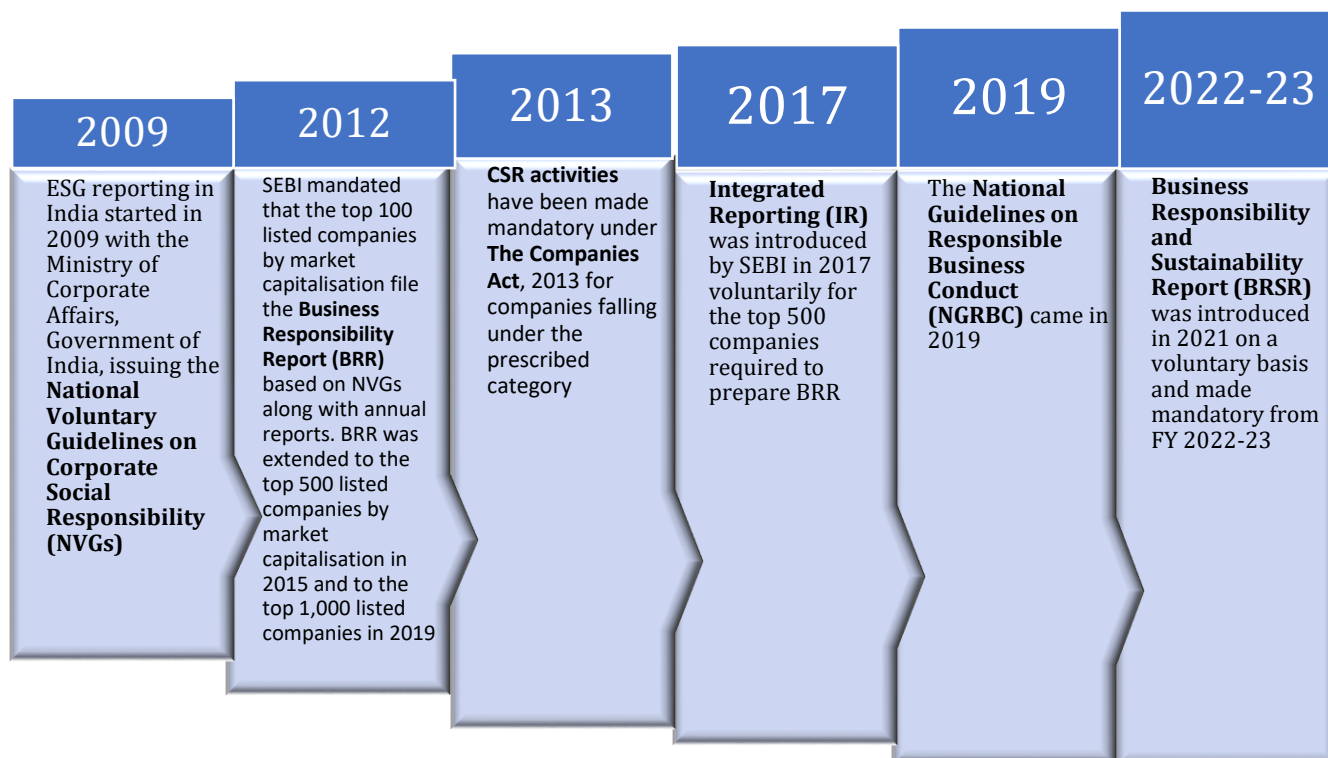 2009
ESG reporting in
India started in
2009 with the
Ministry of
Corporate
Affairs,
Government of
India, issuing the
National
Voluntary
Guidelines on
Corporate
Social
Responsibility
(NVGs)
2012
SEBI mandated
that the top 100
listed companies
by market
capitalisation file
the Business
Responsibility
Report (BRR)
based on NVGs
along with annual
reports. BRR was
extended to the
top 500 listed
companies by
market
capitalisation in
2015 and to the
top 1,000 listed
companies in 2019
2013
CSR activities
have been made
mandatory under
The Companies
Act, 2013 for
companies falling
under the
prescribed
category
2017
Integrated
Reporting (IR)
was introduced
by SEBI in 2017
voluntarily for
the top 500
companies
required to
prepare BRR
2019
The National
Guidelines on
Responsible
Business
Conduct
(NGRBC) came in
2019
2022-23
Business
Responsibility
and
Sustainability
Report (BRSR)
was introduced
in 2021 on a
voluntary basis
and made
mandatory from
FY 2022-23